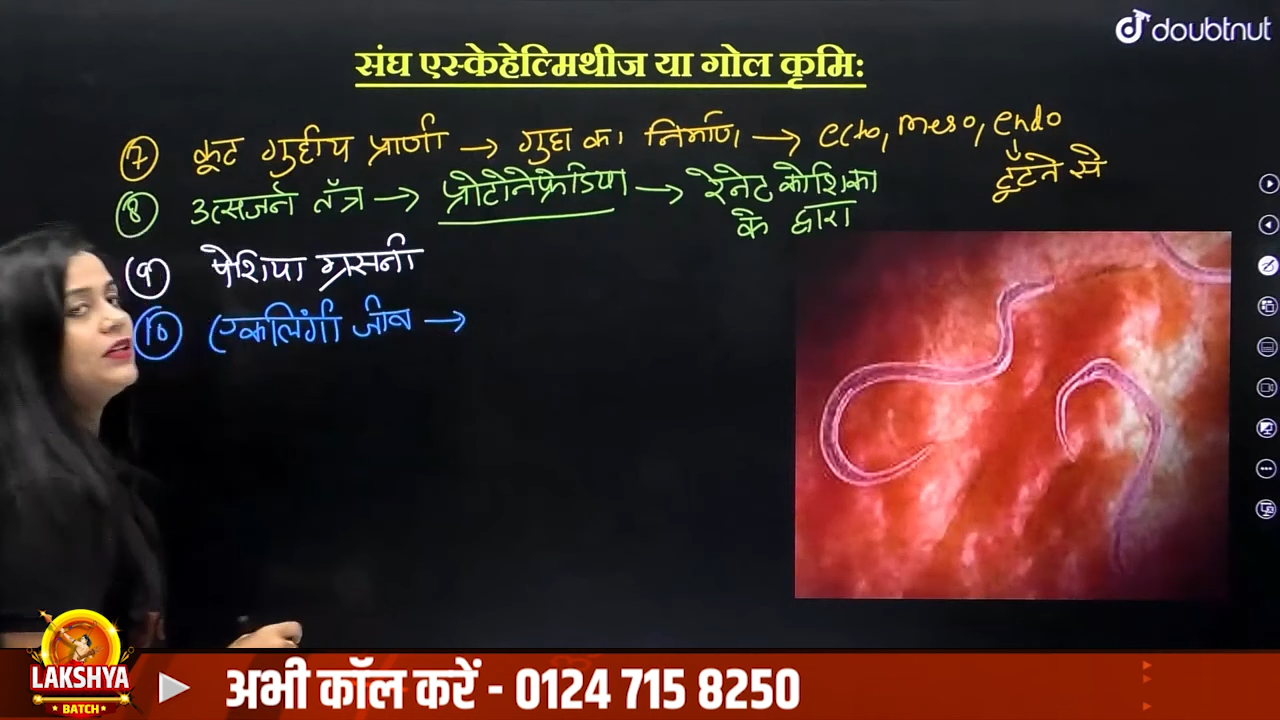 doubtnut
संघ एस्केहेल्मिथीज या गोल कृमि:
7 कूट गुहीय प्राणी → गुहा का निर्माण → ecto, meso, endo
टूटने से
8 उत्सर्जन तंत्र → प्रोटोनेफ्रेडिया → रेनेट कोशिका
के द्वारा
9 पेशिया ग्रसनी
10 एकलिंगी जीव →
LAKSHYA
BATCH
अभी कॉल करें - 0124 715 8250